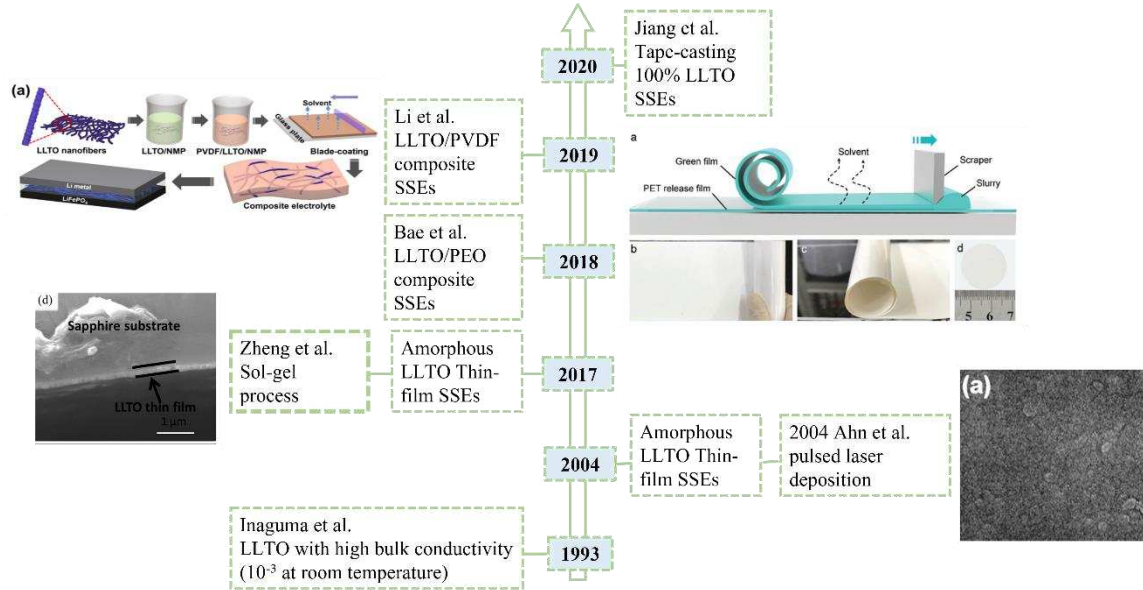 2020
Jiang et al.
Tape-casting
100% LLTO
SSEs
(a)
LLTO nanofibers
LLTO/NMP
PVDF/LLTO/NMP
Solvent
Glass plate
Blade-coating
Li metal
LiFePO₄
Composite electrolyte
Li et al.
LLTO/PVDF
composite
SSEs
2019
a
Green film
Solvent
Scraper
PET release film
Slurry
b
c
d
5 6 7
Bae et al.
LLTO/PEO
composite
SSEs
2018
(d)
Sapphire substrate
LLTO thin film
1 μm
Zheng et al.
Sol-gel
process
Amorphous
LLTO Thin-
film SSEs
2017
(a)
2004
Amorphous
LLTO Thin-
film SSEs
2004 Ahn et al.
pulsed laser
deposition
Inaguma et al.
LLTO with high bulk conductivity
(10⁻³ at room temperature)
1993